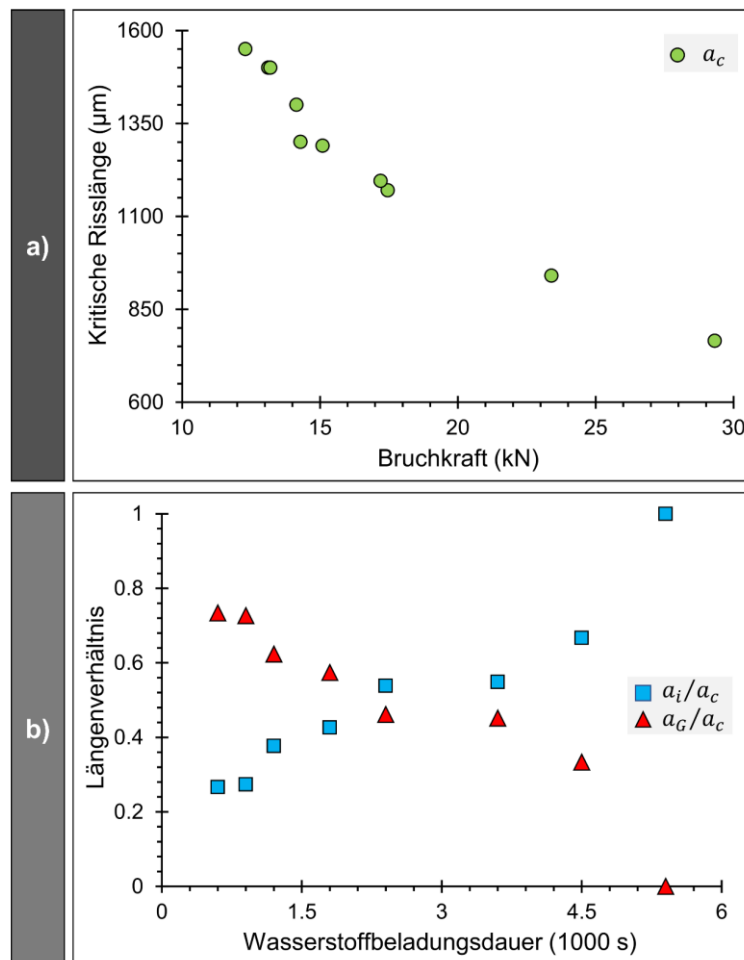 a)
Kritische Risslänge (µm)
1600
1350
1100
850
600
10
15
20
25
30
Bruchkraft (kN)
a_c
b)
Längenverhältnis
1
0.8
0.6
0.4
0.2
0
0
1.5
3
4.5
6
Wasserstoffbeladungsdauer (1000 s)
a_i/a_c
a_G/a_c